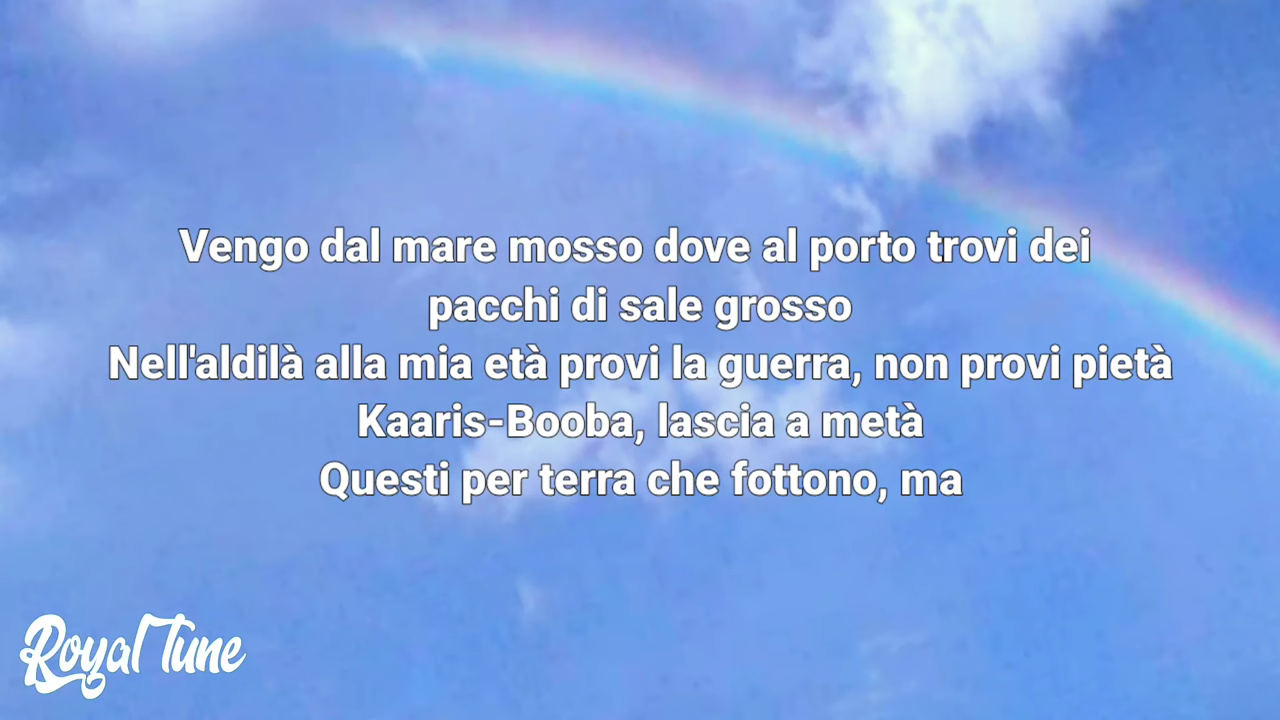 Vengo dal mare mosso dove al porto trovi dei
pacchi di sale grosso
Nell'aldilà alla mia età provi la guerra, non provi pietà
Kaaris-Booba, lascia a metà
Questi per terra che fottono, ma
Royal Tune